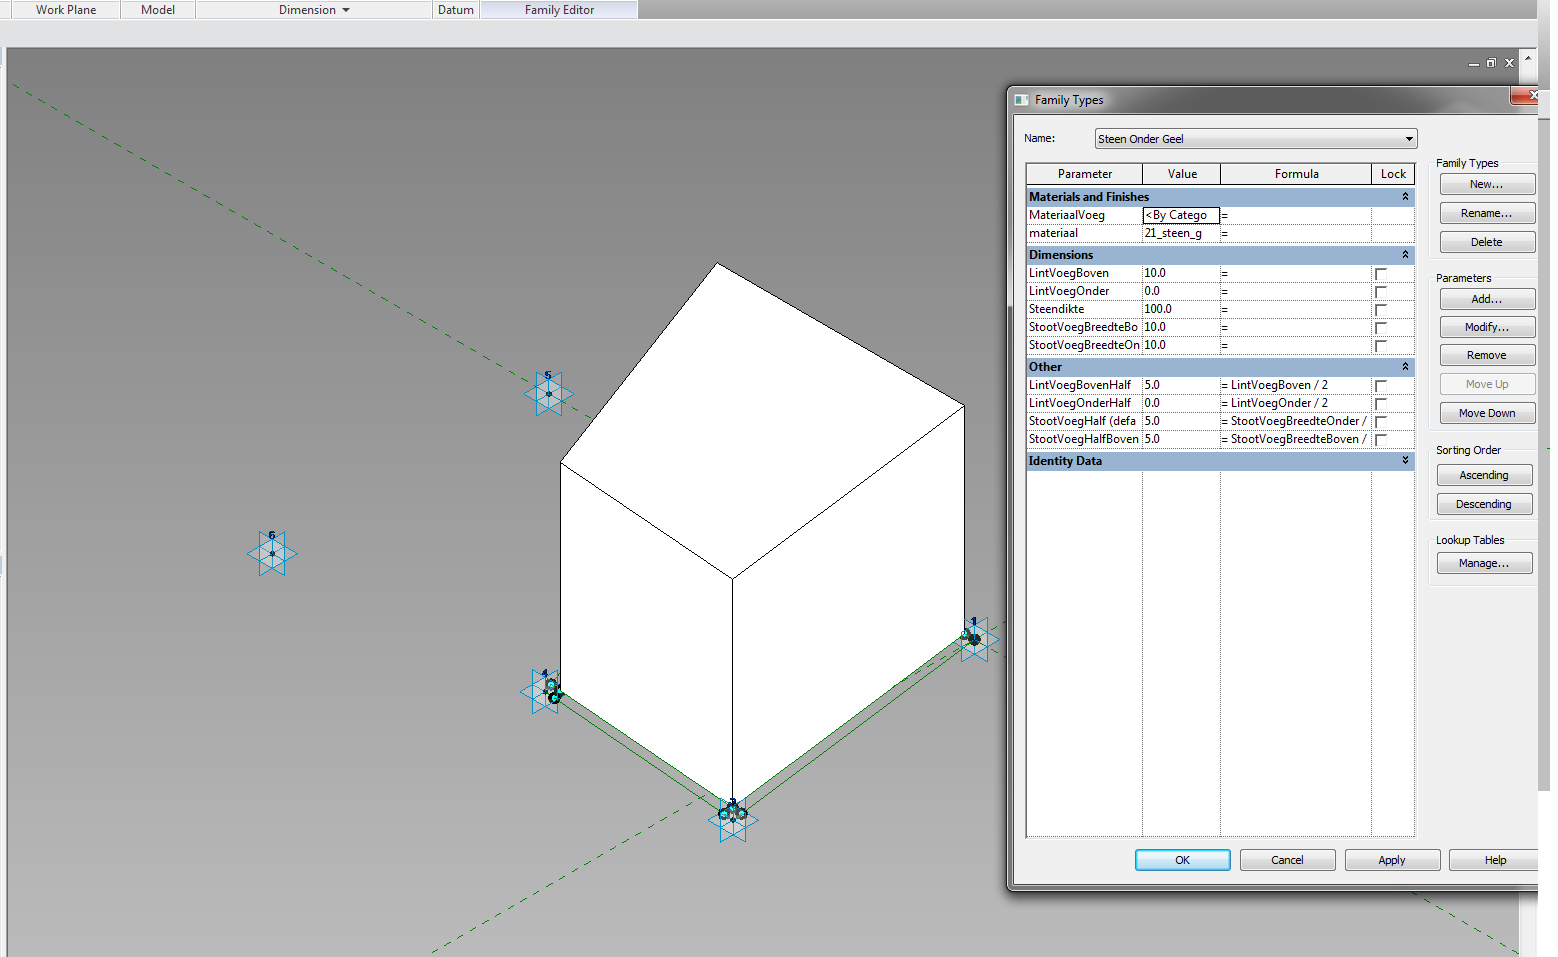 Work Plane Model Dimension Datum Family Editor
Family Types
Name: Steen Onder Geel
Parameter Value Formula Lock
Materials and Finishes
MateriaalVoeg <By Catego =
materiaal 21_steen_g =
Dimensions
LintVoegBoven 10.0 =
LintVoegOnder 0.0 =
Steendikte 100.0 =
StootVoegBreedteBo 10.0 =
StootVoegBreedteOn 10.0 =
Other
LintVoegBovenHalf 5.0 = LintVoegBoven / 2
LintVoegOnderHalf 0.0 = LintVoegOnder / 2
StootVoegHalf (defa 5.0 = StootVoegBreedteOnder /
StootVoegHalfBoven 5.0 = StootVoegBreedteBoven /
Identity Data
Family Types
New...
Rename...
Delete
Parameters
Add...
Modify...
Remove
Move Up
Move Down
Sorting Order
Ascending
Descending
Lookup Tables
Manage...
OK Cancel Apply Help
5
6
1
4